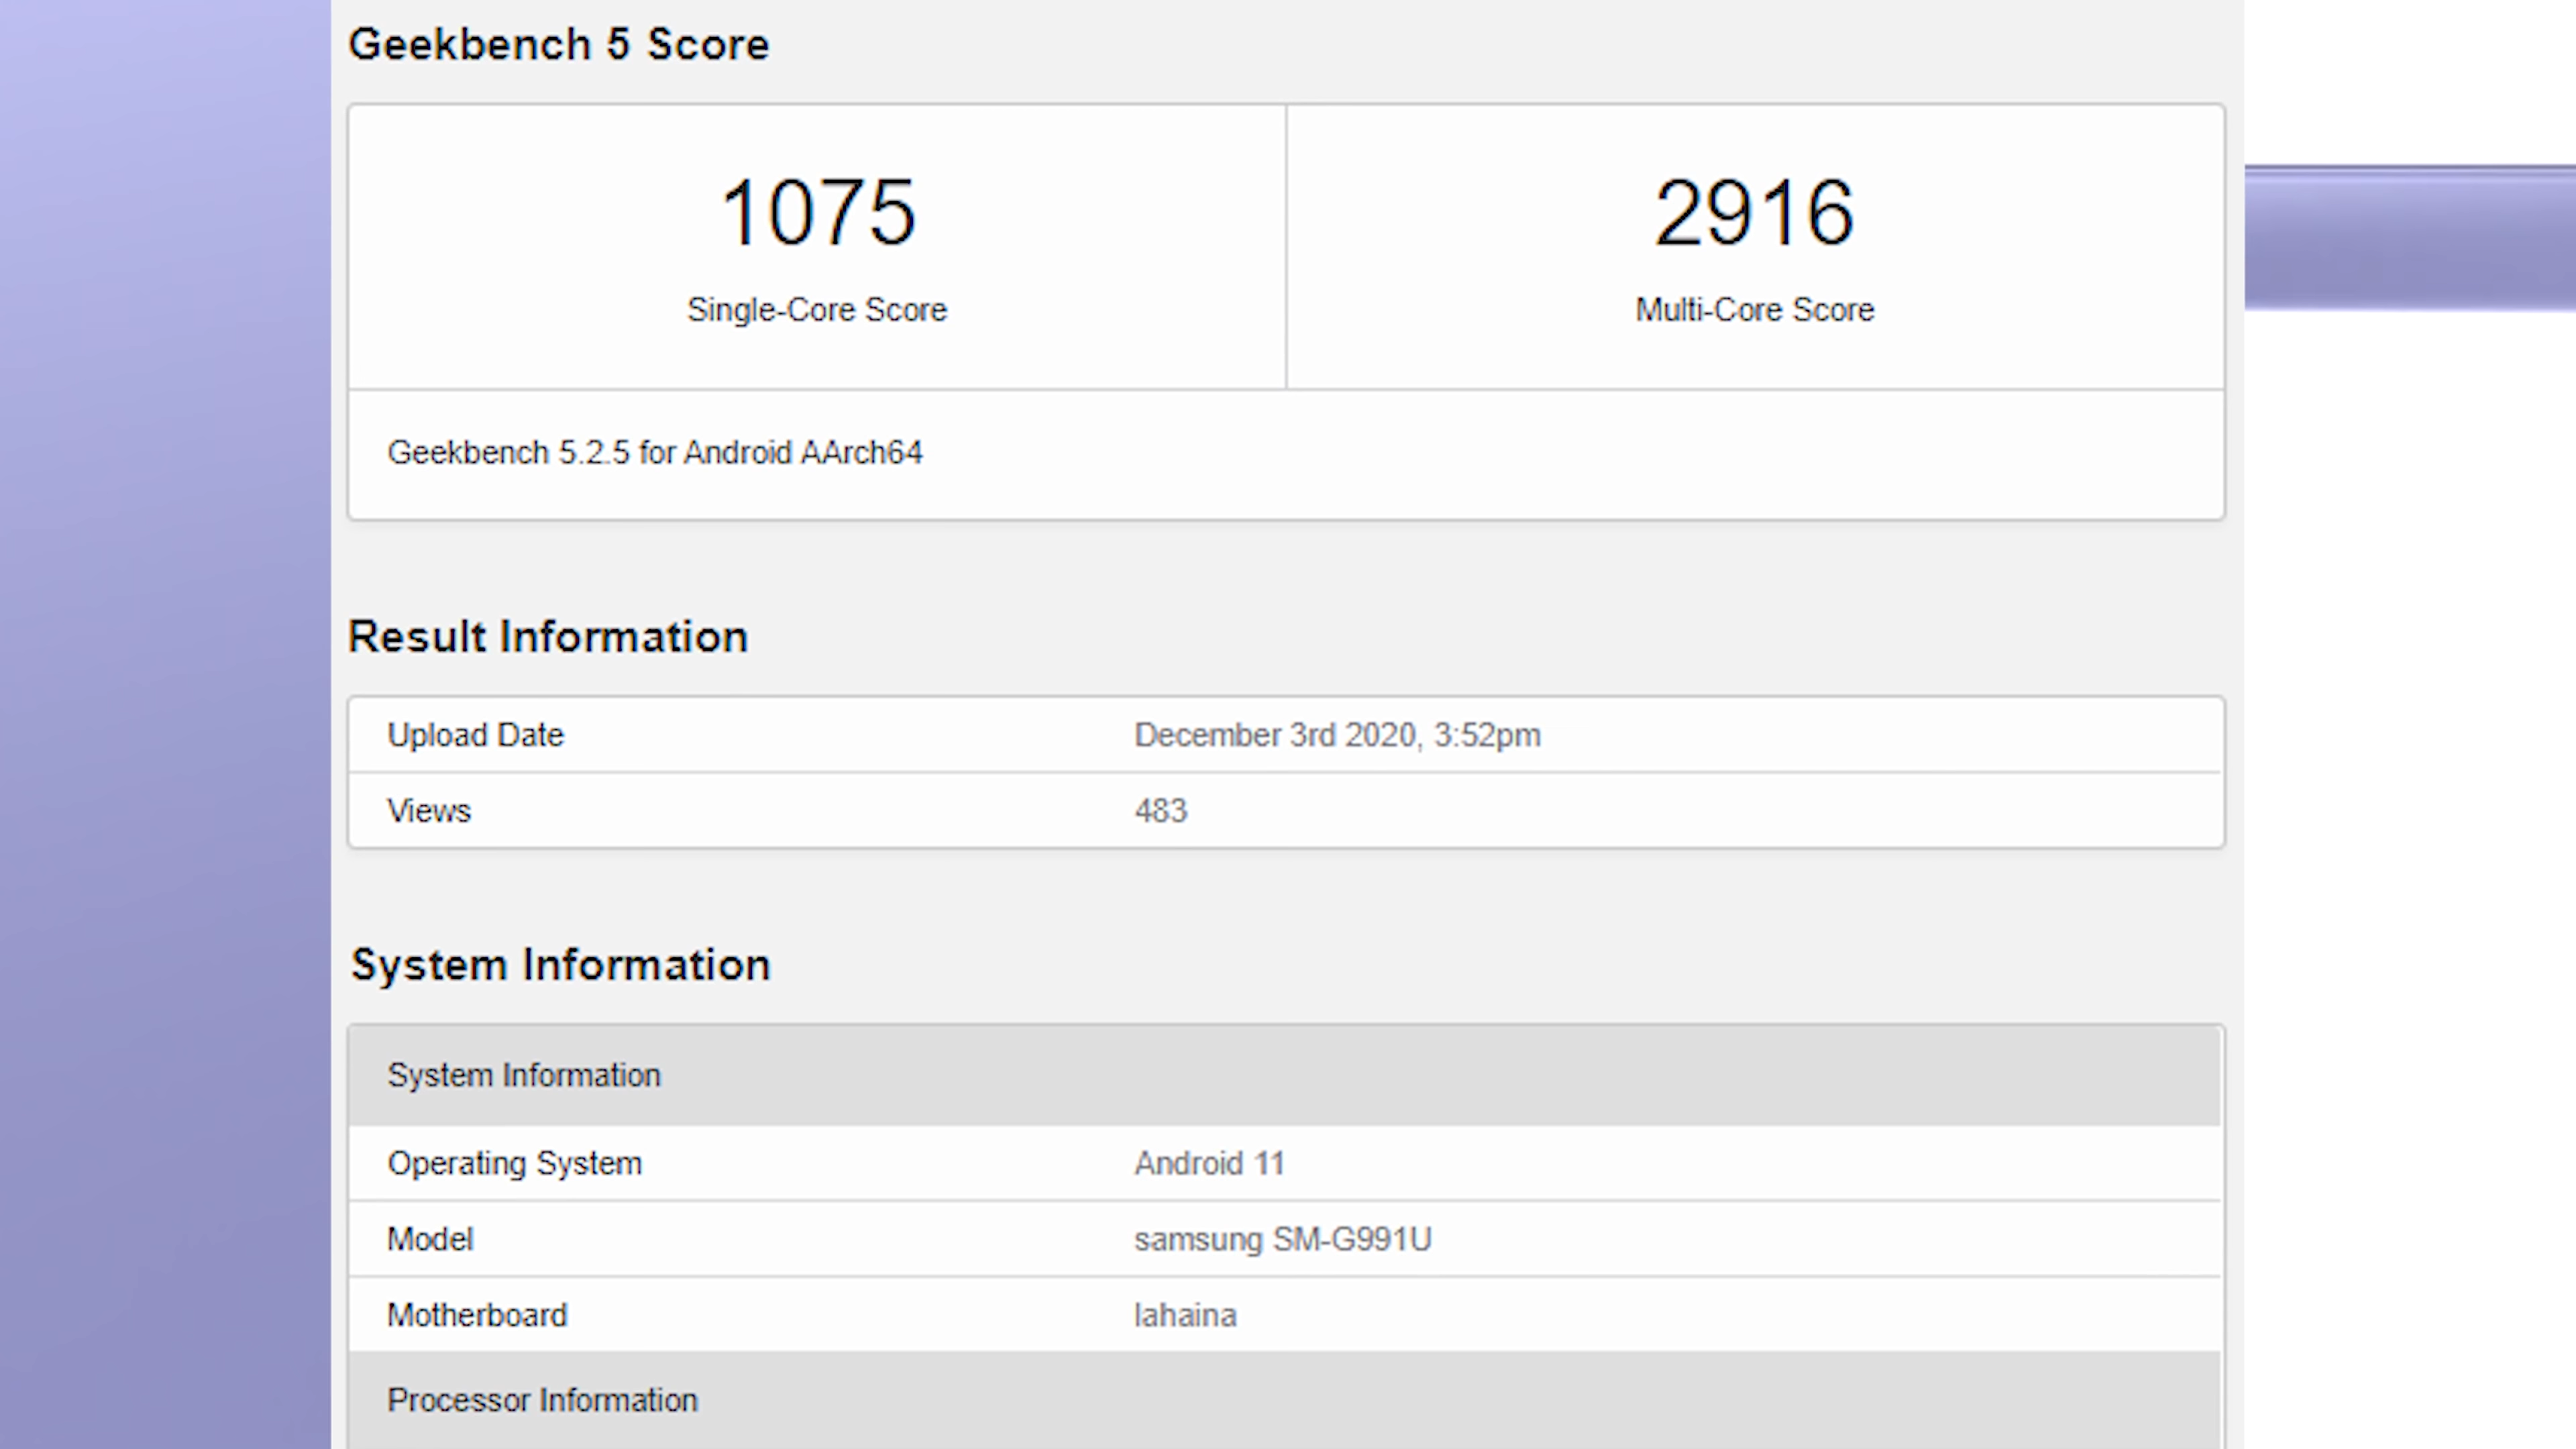 Geekbench 5 Score
1075
Single-Core Score
2916
Multi-Core Score
Geekbench 5.2.5 for Android AArch64
Result Information
Upload Date December 3rd 2020, 3:52pm
Views 483
System Information
System Information
Operating System Android 11
Model samsung SM-G991U
Motherboard lahaina
Processor Information